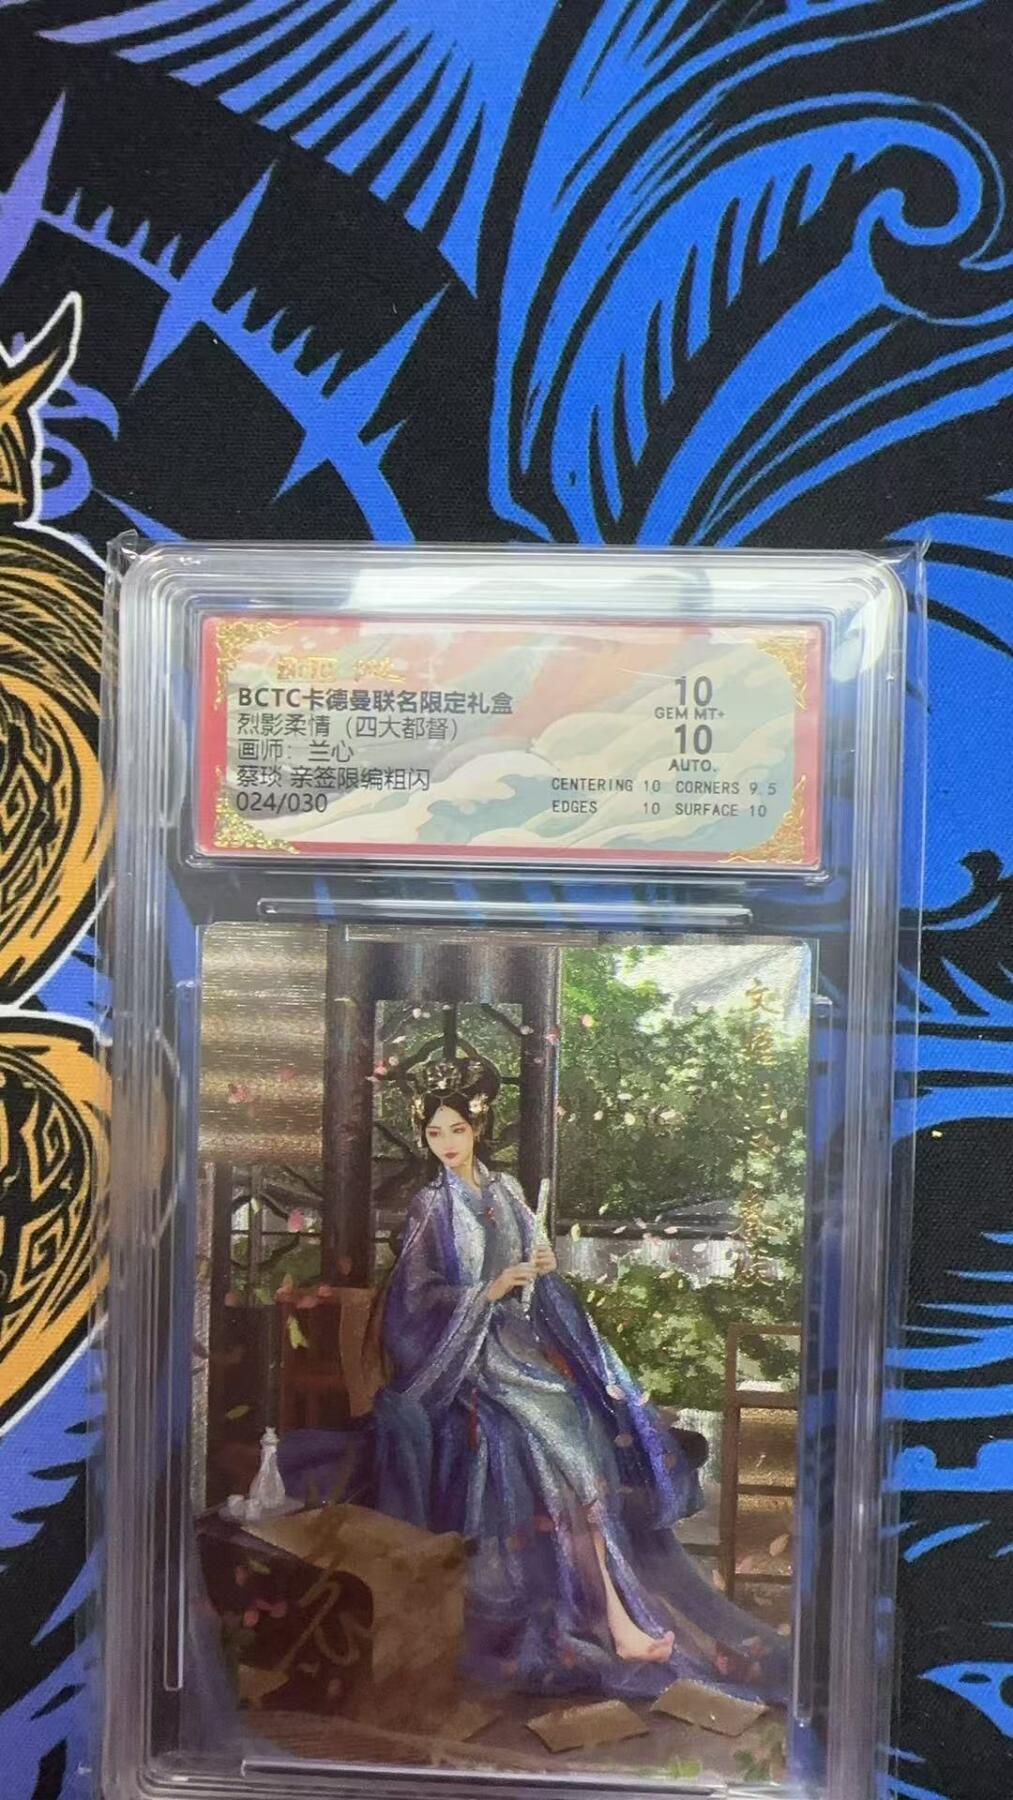 BCTC卡德曼联名限定礼盒
烈影柔情（四大都督）
画师：兰心
蔡琰 亲签限编粗闪
024/030
10
GEM MT+
10
AUTO.
CENTERING 10 CORNERS 9.5
EDGES 10 SURFACE 10